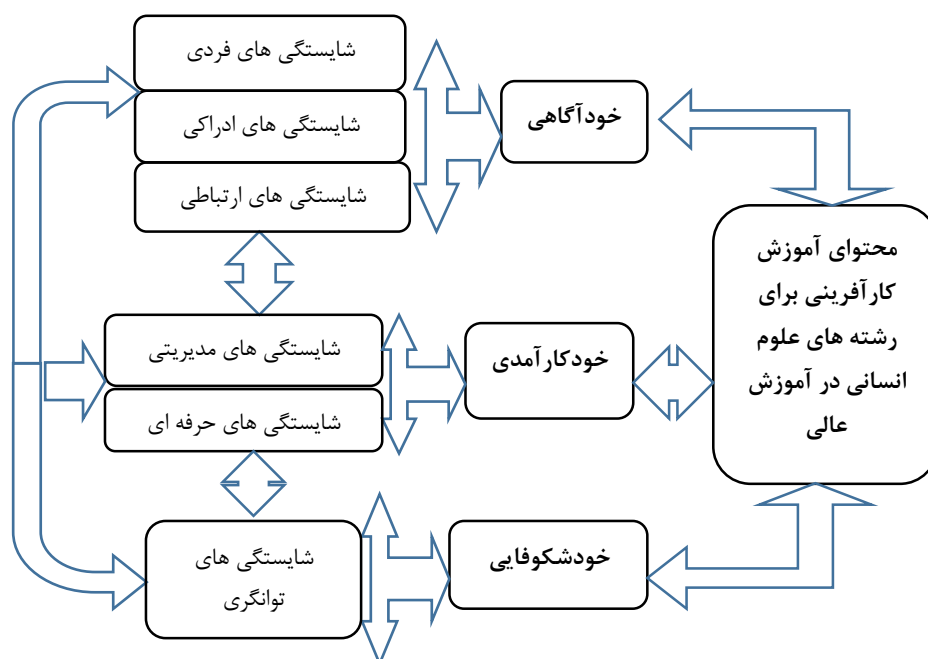 شایستگی های فردی
شایستگی های ادراکی
شایستگی های ارتباطی
خودآگاهی
محتوای آموزش
کارآفرینی برای
رشته های علوم
انسانی در آموزش
عالی
شایستگی های مدیریتی
شایستگی های حرفه ای
خودکارآمدی
شایستگی های
توانگری
خودشکوفایی